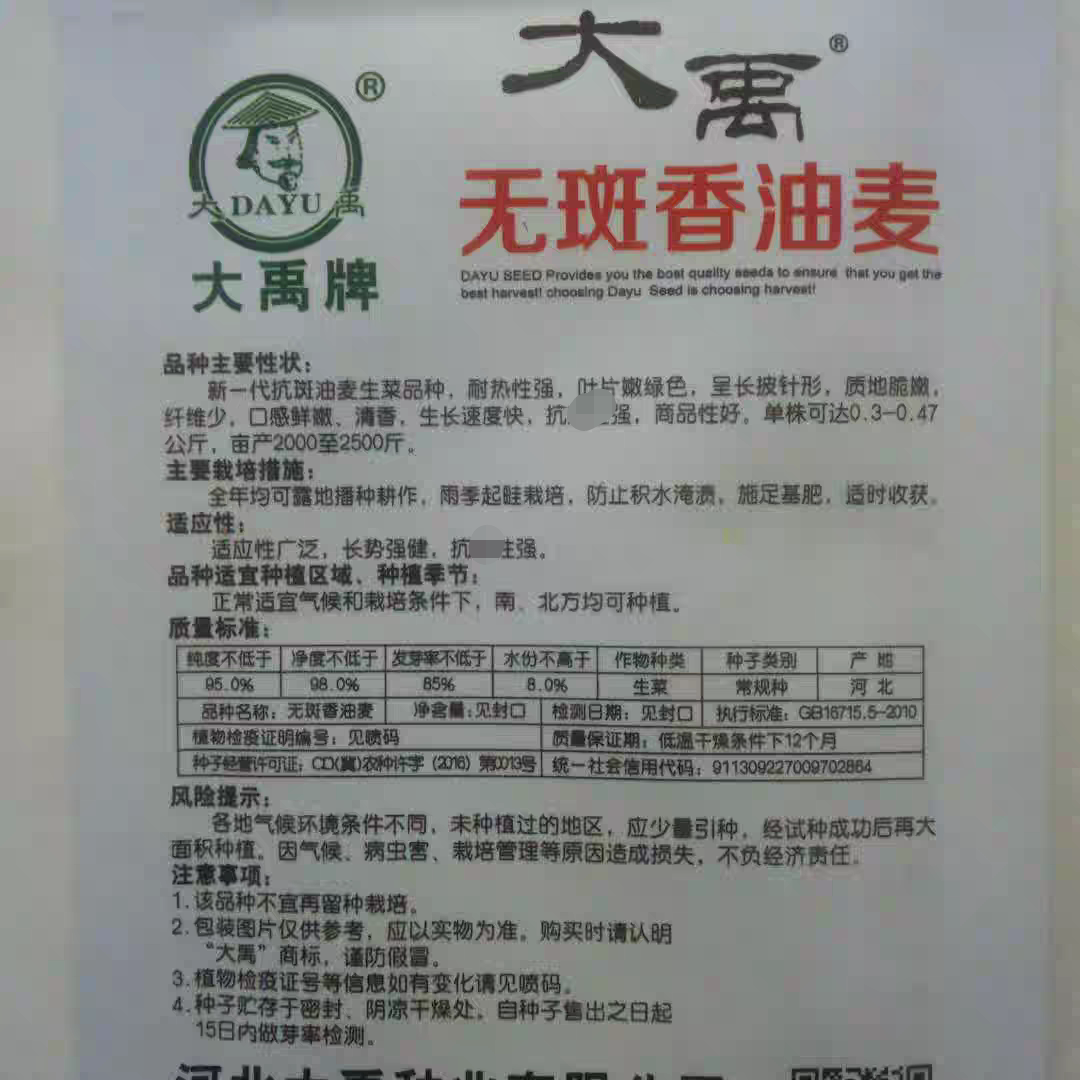 大禹®
®
大 DAYU 禹
大禹牌
无斑香油麦
DAYU SEED Provides you the bost quality seeds to ensure that you get the
best harvest! choosing Dayu Seed is choosing harvest!
品种主要性状：
新一代抗斑油麦生菜品种，耐热性强，叶片嫩绿色，呈长披针形，质地脆嫩，
纤维少，口感鲜嫩、清香，生长速度快，抗 强，商品性好。单株可达0.3-0.47
公斤，亩产2000至2500斤。
主要栽培措施：
全年均可露地播种耕作，雨季起畦栽培，防止积水淹渍，施足基肥，适时收获。
适应性：
适应性广泛，长势强健，抗 性强。
品种适宜种植区域、种植季节：
正常适宜气候和栽培条件下，南、北方均可种植。
质量标准：
纯度不低于 净度不低于 发芽率不低于 水份不高于 作物种类 种子类别 产 地
95.0% 98.0% 85% 8.0% 生菜 常规种 河 北
品种名称：无斑香油麦 净含量：见封口 检测日期：见封口 执行标准：GB16715.5-2010
植物检疫证明编号：见喷码 质量保证期：低温干燥条件下12个月
种子经营许可证：CD(冀)农种许字（2016）第0013号 统一社会信用代码：911309227009702864
风险提示：
各地气候环境条件不同，未种植过的地区，应少量引种，经试种成功后再大
面积种植。因气候、病虫害、栽培管理等原因造成损失，不负经济责任。
注意事项：
1.该品种不宜再留种栽培。
2.包装图片仅供参考，应以实物为准。购买时请认明
“大禹”商标，谨防假冒。
3.植物检疫证号等信息如有变化请见喷码。
4.种子贮存于密封、阴凉干燥处。自种子售出之日起
15日内做芽率检测。